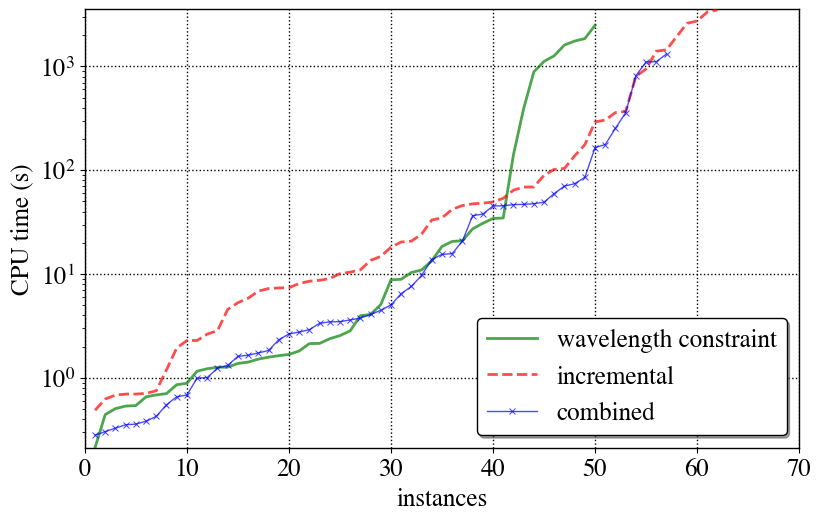 CPU time (s)
10³
10²
10¹
10⁰
0 10 20 30 40 50 60 70
instances
wavelength constraint
incremental
combined